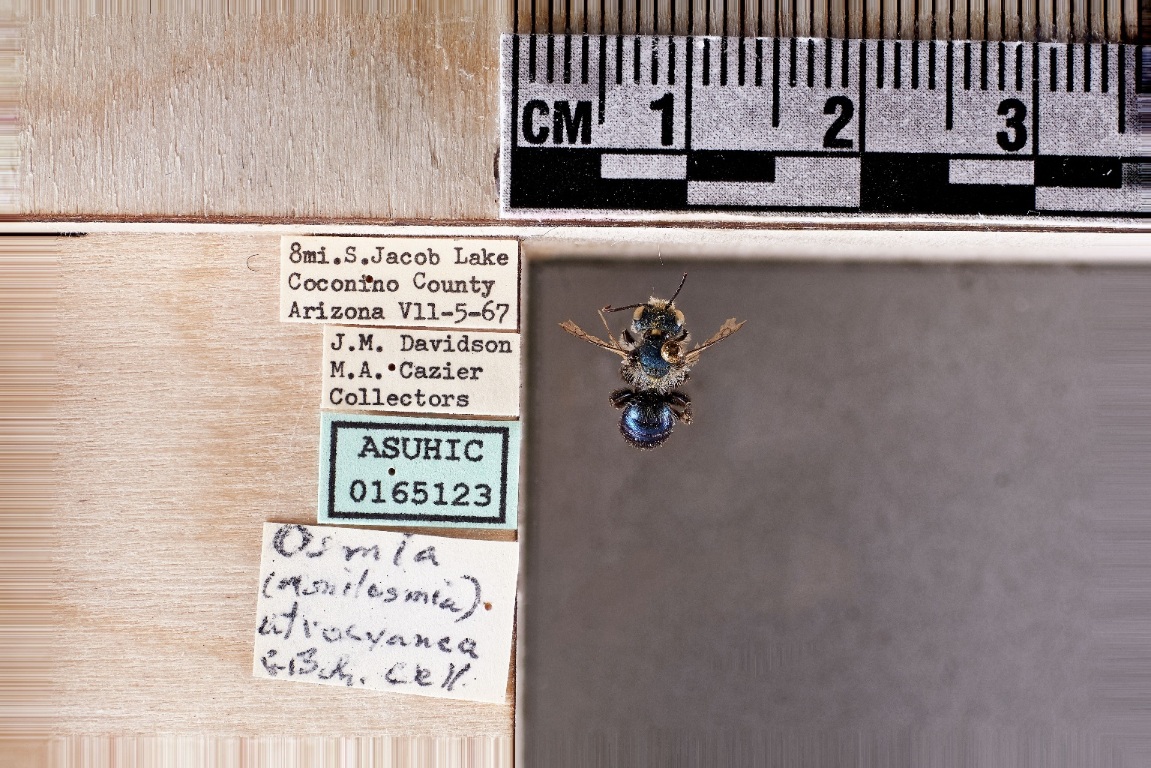 CM 1 2 3
8mi.S.Jacob Lake
Coconino County
Arizona V11-5-67
J.M. Davidson
M.A. Cazier
Collectors
ASUHIC
0165123
Osmia
(Monilosmia)
atrocyanea
Ckll.